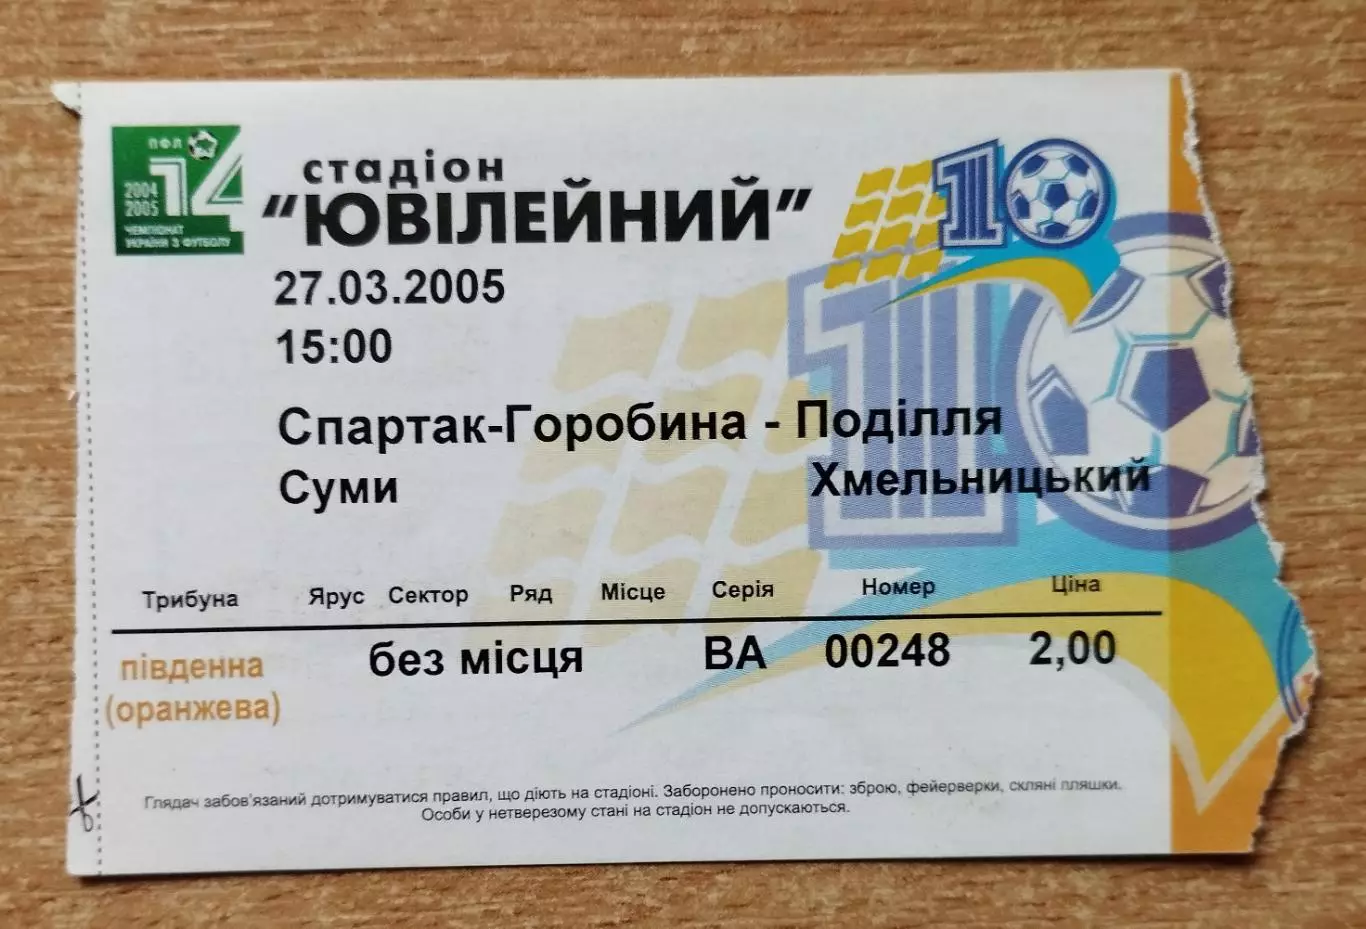 ПФЛ
14
2004
2005
ЧЕМПІОНАТ
УКРАЇНИ З ФУТБОЛУ
стадіон
"ЮВІЛЕЙНИЙ"
10
27.03.2005
15:00
10
Спартак-Горобина - Поділля
Суми Хмельницький
Трибуна Ярус Сектор Ряд Місце Серія Номер Ціна
південна без місця ВА 00248 2,00
(оранжева)
Глядач забов'язаний дотримуватися правил, що діють на стадіоні. Заборонено проносити: зброю, фейерверки, скляні пляшки.
Особи у нетверезому стані на стадіон не допускаються.